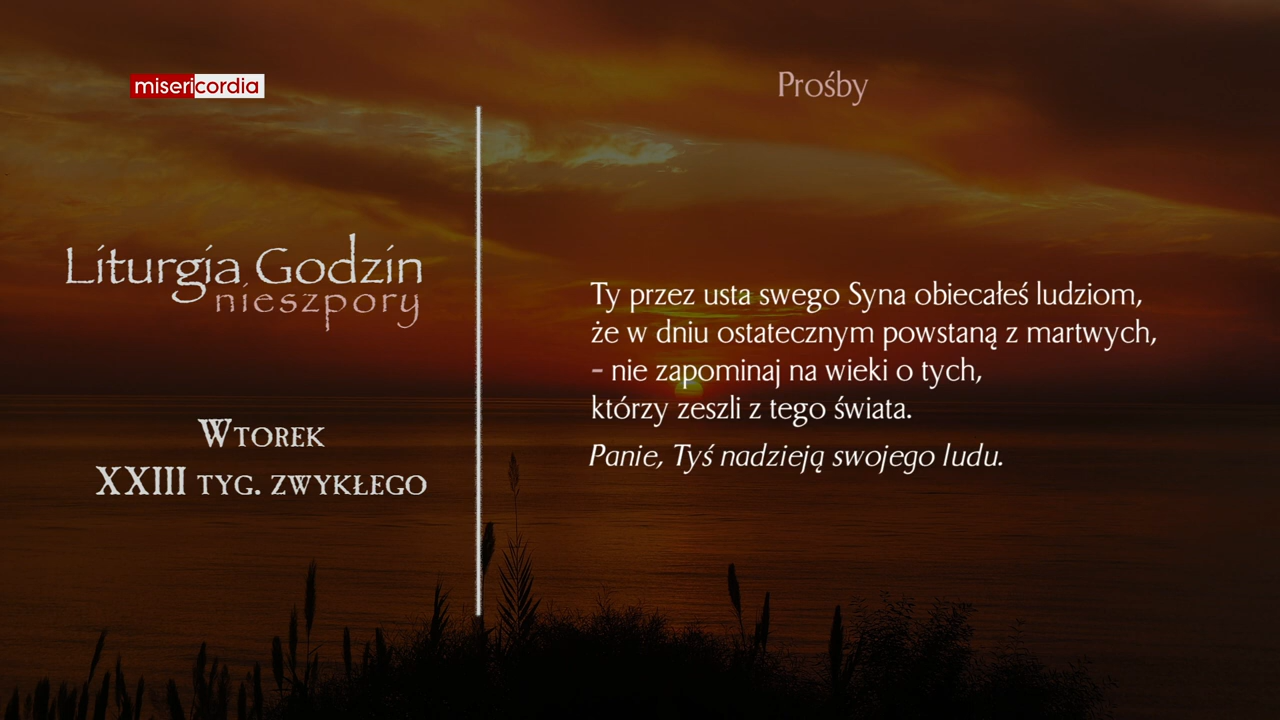 misericordia
Liturgia Godzin
nieszpory
Wtorek
XXIII tyg. zwykłego
Prośby
Ty przez usta swego Syna obiecałeś ludziom,
że w dniu ostatecznym powstaną z martwych,
- nie zapominaj na wieki o tych,
którzy zeszli z tego świata.
Panie, Tyś nadzieją swojego ludu.